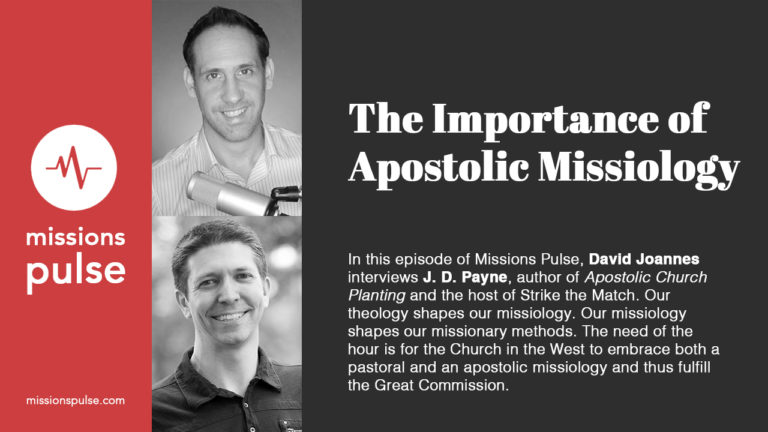 missions
pulse
missionspulse.com
The Importance of
Apostolic Missiology
In this episode of Missions Pulse, David Joannes
interviews J. D. Payne, author of Apostolic Church
Planting and the host of Strike the Match. Our
theology shapes our missiology. Our missiology
shapes our missionary methods. The need of the
hour is for the Church in the West to embrace both a
pastoral and an apostolic missiology and thus fulfill
the Great Commission.